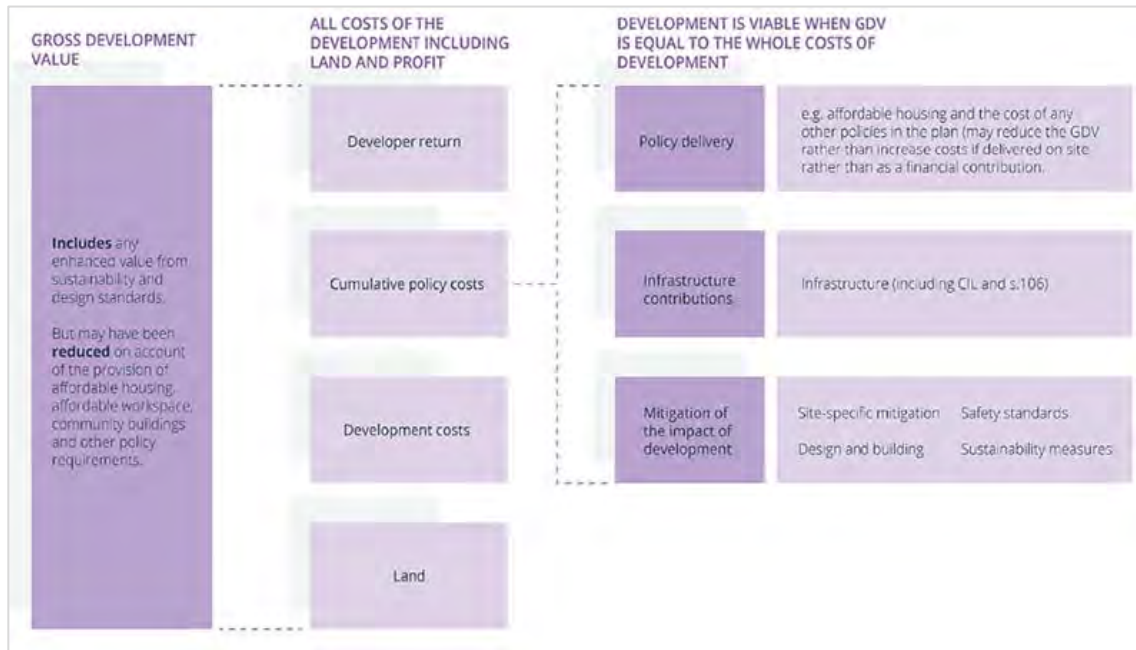 GROSS DEVELOPMENT
VALUE
Includes any
enhanced value from
sustainability and
design standards.
But may have been
reduced on account
of the provision of
affordable housing,
affordable workspace,
community buildings
and other policy
requirements.
ALL COSTS OF THE
DEVELOPMENT INCLUDING
LAND AND PROFIT
Developer return
Cumulative policy costs
Development costs
Land
DEVELOPMENT IS VIABLE WHEN GDV
IS EQUAL TO THE WHOLE COSTS OF
DEVELOPMENT
Policy delivery
e.g. affordable housing and the cost of any
other policies in the plan (may reduce the GDV
rather than increase costs if delivered on site
rather than as a financial contribution.
Infrastructure
contributions
Infrastructure (including CIL and s.106)
Mitigation of
the impact of
development
Site-specific mitigation Safety standards
Design and building Sustainability measures